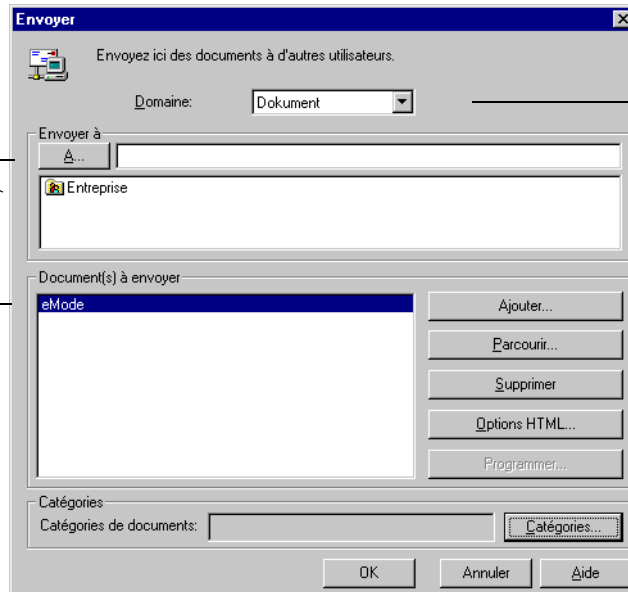 Envoyer
Envoyez ici des documents à d'autres utilisateurs.
Domaine: Dokument
Envoyer à
A...
Entreprise
Document(s) à envoyer
eMode
Ajouter...
Parcourir...
Supprimer
Options HTML...
Programmer...
Catégories
Catégories de documents: Catégories...
OK Annuler Aide